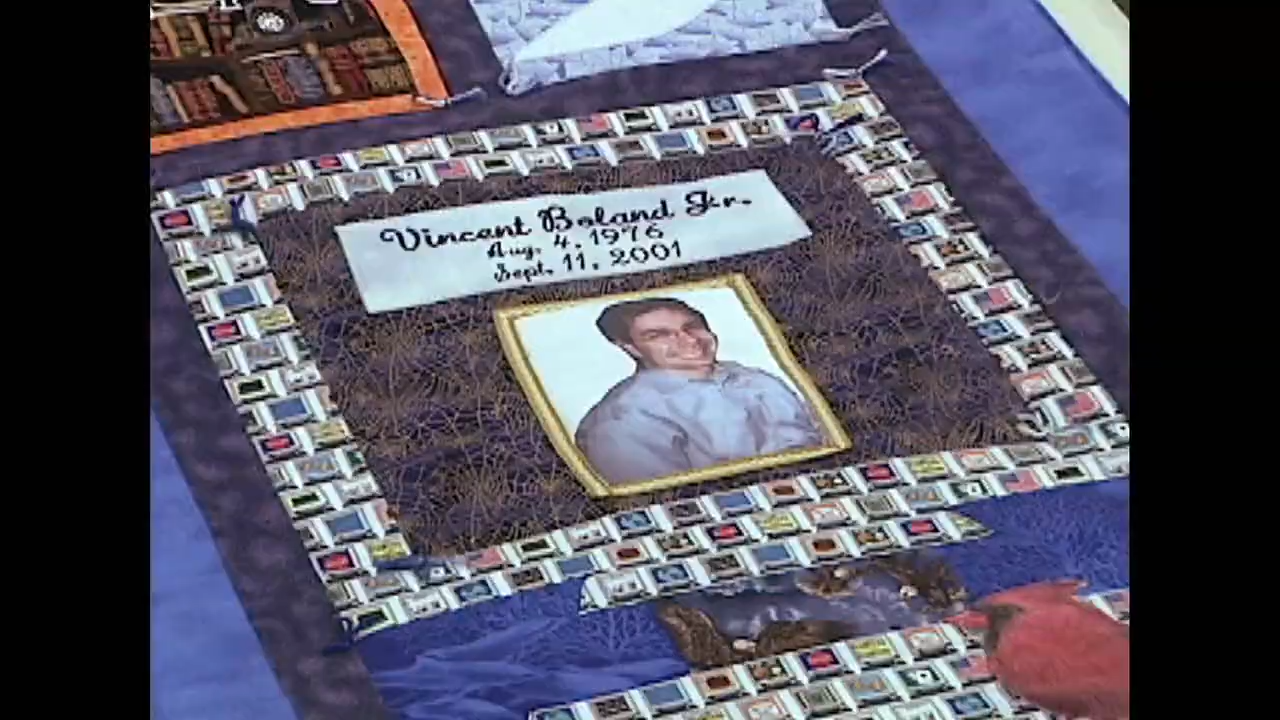 Vincent Boland Jr.
Aug. 4, 1976
Sept. 11, 2001